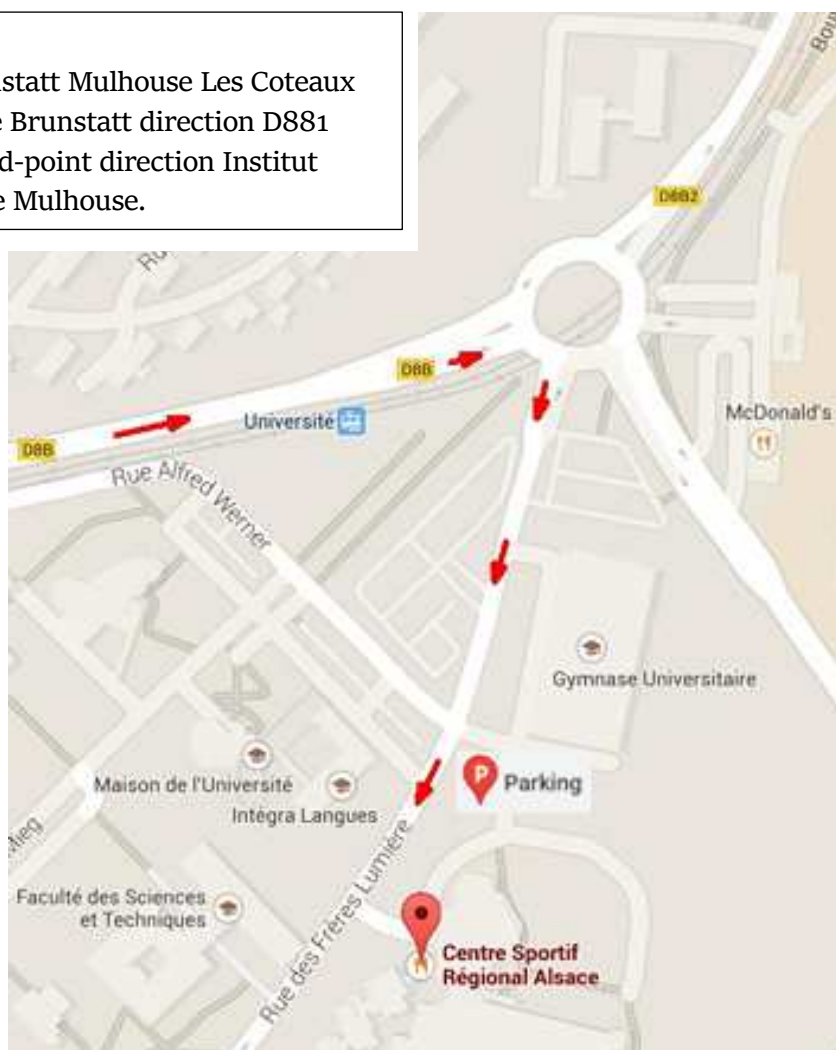 statt Mulhouse Les Coteaux
Brunstatt direction D881
d-point direction Institut
Mulhouse.
D8B2
D8B
Université
McDonald's
D8B
Rue Alfred Werner
Gymnase Universitaire
P Parking
Maison de l'Université
Intégra Langues
Mieg
Faculté des Sciences
et Techniques
Rue des Frères Lumière
Centre Sportif
Régional Alsace